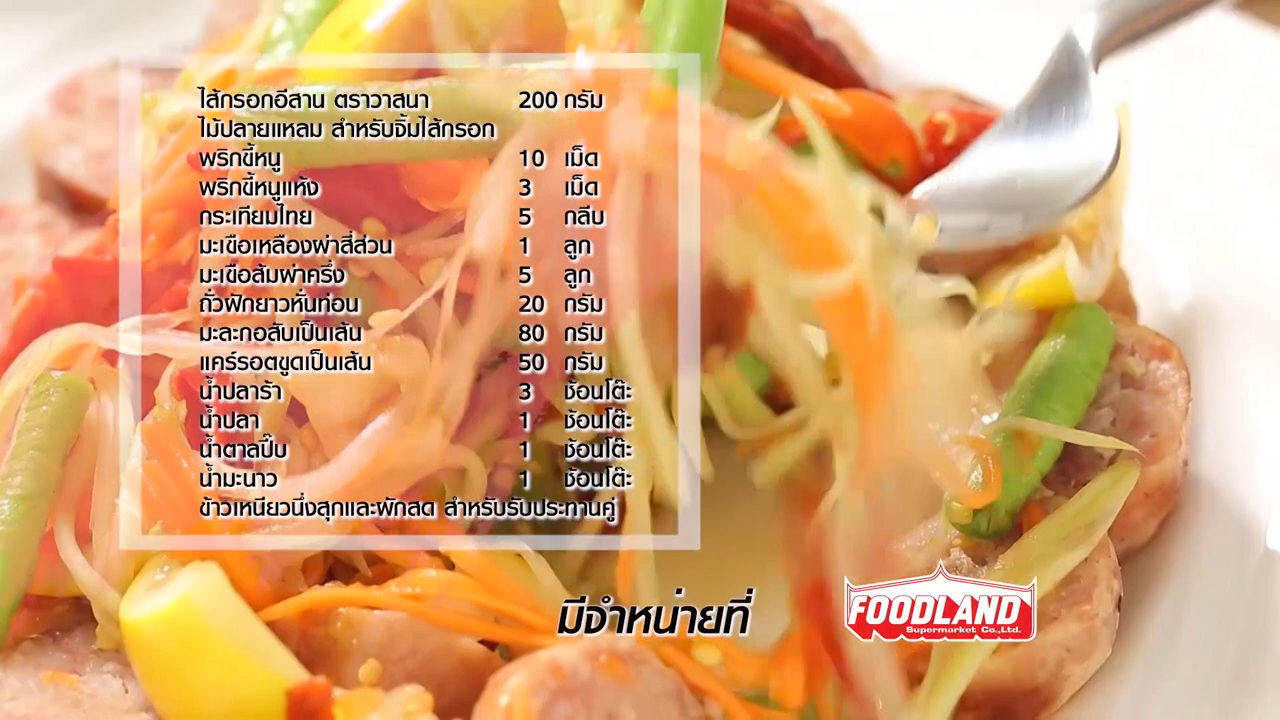 ไส้กรอกอีสาน ตราวาสนา 200 กรัม
ไม้ปลายแหลม สำหรับจิ้มไส้กรอก
พริกขี้หนู 10 เม็ด
พริกขี้หนูแห้ง 3 เม็ด
กระเทียมไทย 5 กลีบ
มะเขือเหลืองผ่าสี่ส่วน 1 ลูก
มะเขือส้มผ่าครึ่ง 5 ลูก
ถั่วฝักยาวหั่นท่อน 20 กรัม
มะละกอสับเป็นเส้น 80 กรัม
แคร์รอตขูดเป็นเส้น 50 กรัม
น้ำปลาร้า 3 ช้อนโต๊ะ
น้ำปลา 1 ช้อนโต๊ะ
น้ำตาลปี๊บ 1 ช้อนโต๊ะ
น้ำมะนาว 1 ช้อนโต๊ะ
ข้าวเหนียวนึ่งสุกและผักสด สำหรับรับประทานคู่
มีจำหน่ายที่
FOODLAND
Supermarket Co.,Ltd.